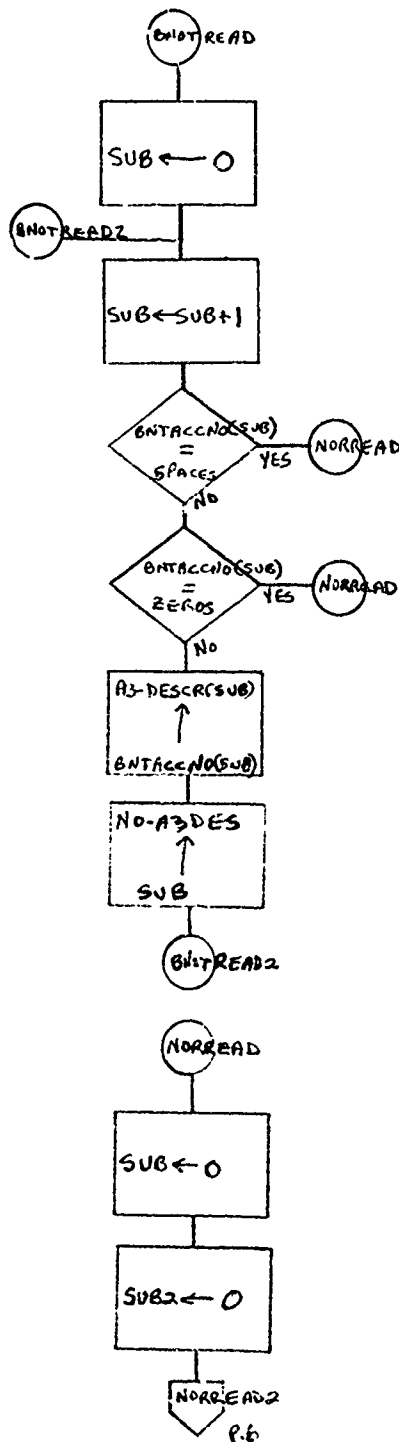 BNOTREAD
SUB ← 0
BNOTREAD2
SUB ← SUB+1
BNTACCNO(SUB)
=
SPACES
YES
NORREAD
NO
BNTACCNO(SUB)
=
ZEROS
YES
NORREAD
NO
A3-DESCR(SUB)
↑
BNTACCNO(SUB)
NO-A3DES
↑
SUB
BNOTREAD2
NORREAD
SUB ← 0
SUB2 ← 0
NORREAD2
P.6